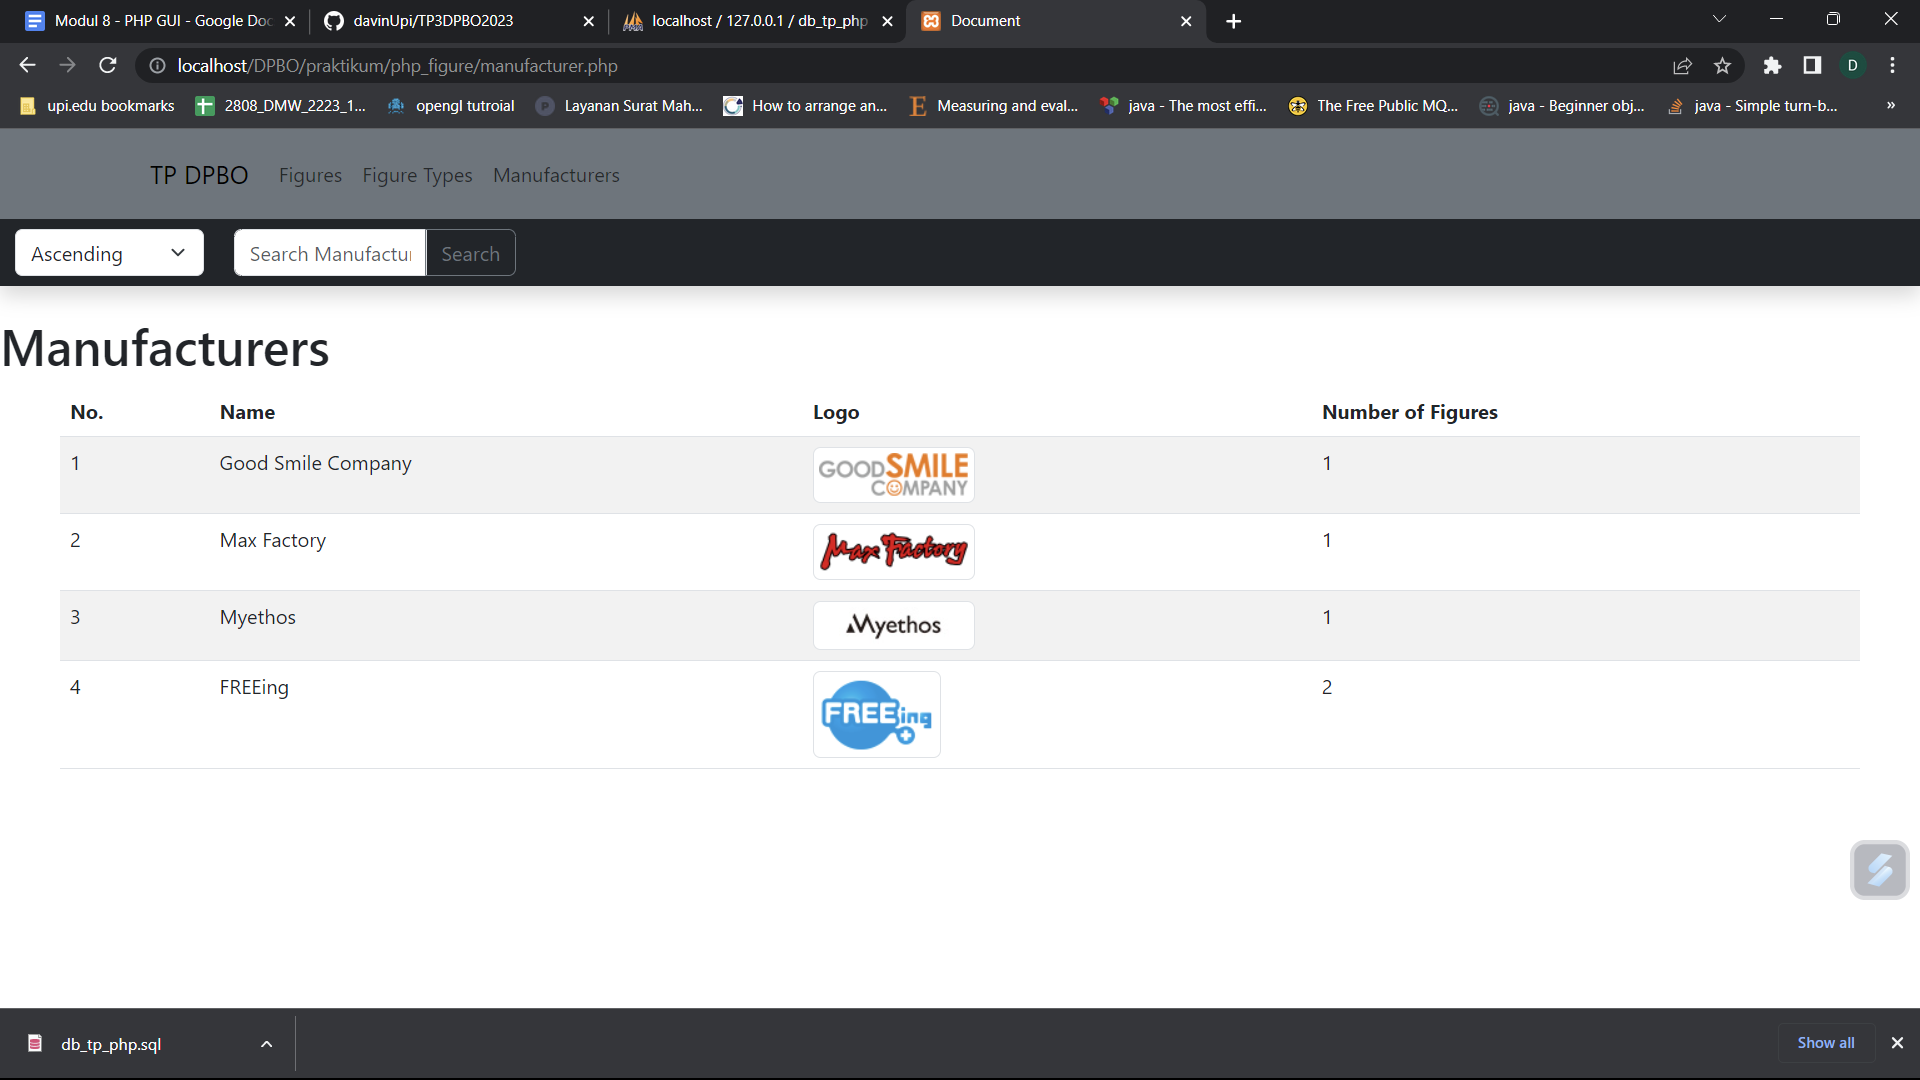 Modul 8 - PHP GUI - Google Doc
davinUpi/TP3DPBO2023
localhost / 127.0.0.1 / db_tp_php
Document
localhost/DPBO/praktikum/php_figure/manufacturer.php
D
upi.edu bookmarks
2808_DMW_2223_1...
opengl tutroial
Layanan Surat Mah...
How to arrange an...
Measuring and eval...
java - The most effi...
The Free Public MQ...
java - Beginner obj...
java - Simple turn-b...
»
TP DPBO Figures Figure Types Manufacturers
Ascending
Search Manufactur
Search
Manufacturers
No. Name Logo Number of Figures
1 Good Smile Company GOODSMILE COMPANY 1
2 Max Factory Max Factory 1
3 Myethos Myethos 1
4 FREEing FREEing 2
db_tp_php.sql
Show all